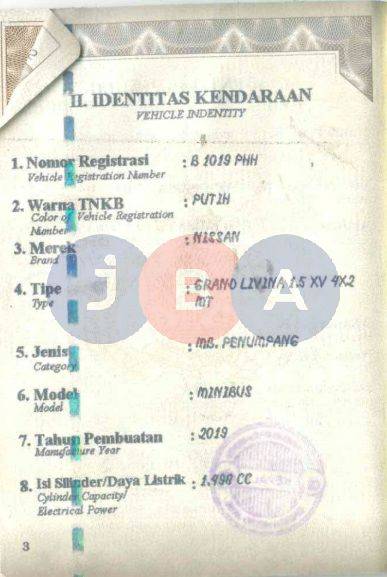 II. IDENTITAS KENDARAAN
VEHICLE INDENTITY
1. Nomor Registrasi : B 2019 PHH
Vehicle Registration Number
2. Warna TNKB : PUTIH
Color of Vehicle Registration
Number
3. Merek : NISSAN
Brand
4. Tipe : GRAND LIVINA 1.5 XV 4X2
Type MT
JBA
5. Jenis : MB. PENUMPANG
Category
6. Model : MINIBUS
Model
7. Tahun Pembuatan : 2019
Manufacture Year
8. Isi Silinder/Daya Listrik : 1.498 CC
Cylinder Capacity/
Electrical Power
3